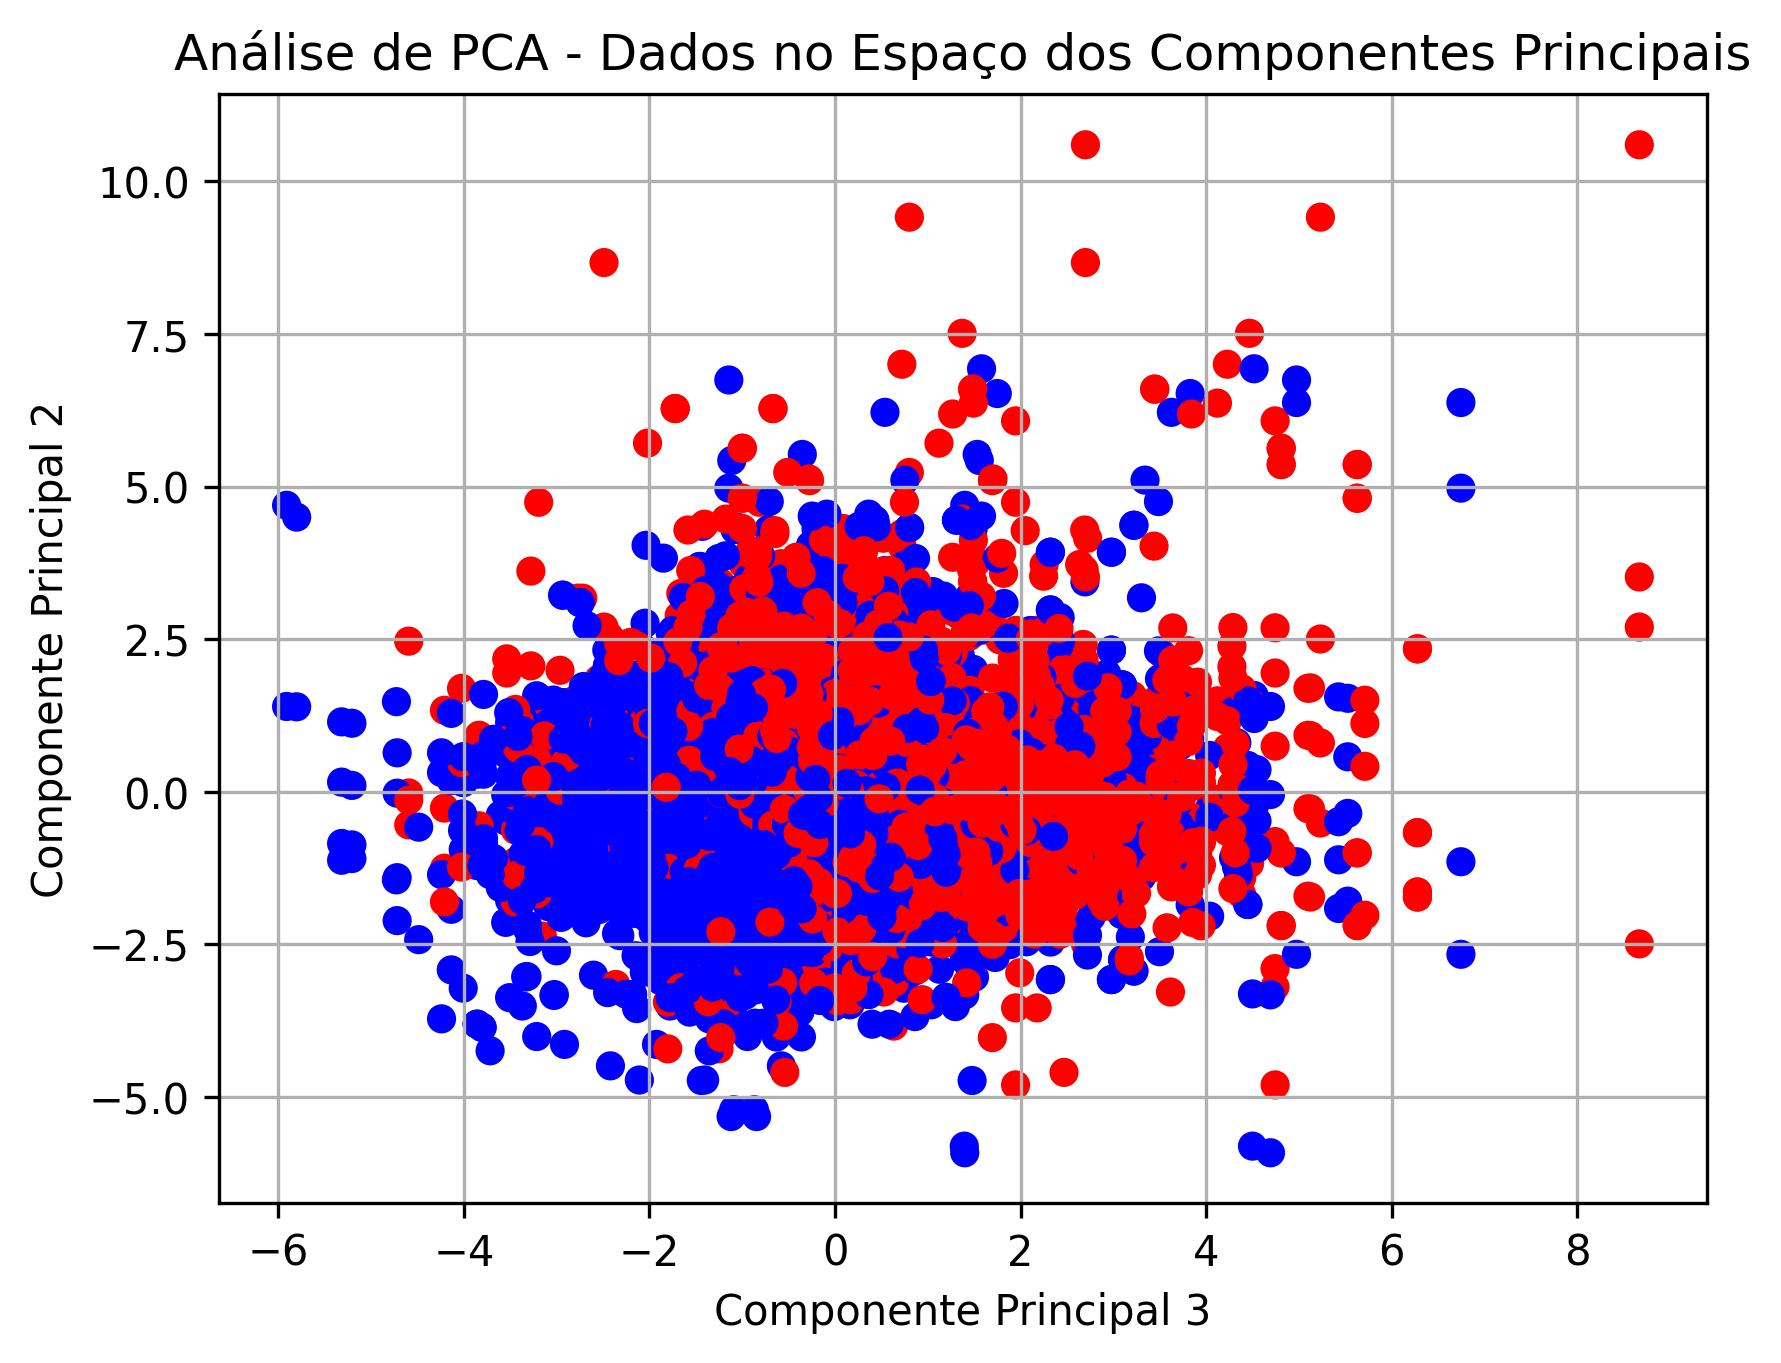 Análise de PCA - Dados no Espaço dos Componentes Principais
10.0
7.5
5.0
2.5
0.0
−2.5
−5.0
Componente Principal 2
−6 −4 −2 0 2 4 6 8
Componente Principal 3